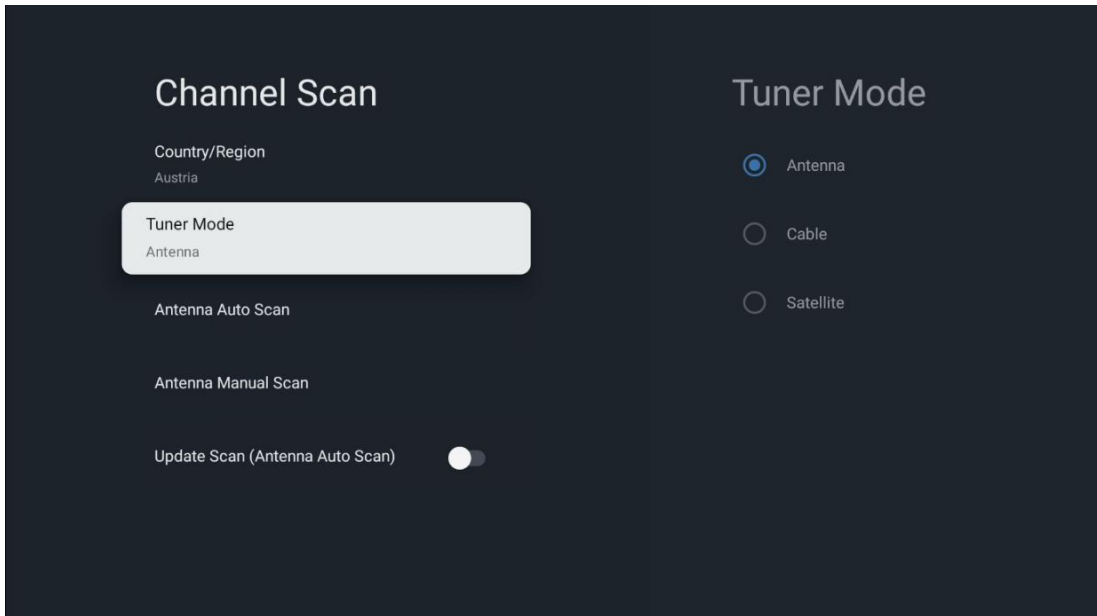 Channel Scan
Country/Region
Austria
Tuner Mode
Antenna
Antenna Auto Scan
Antenna Manual Scan
Update Scan (Antenna Auto Scan)
Tuner Mode
Antenna
Cable
Satellite